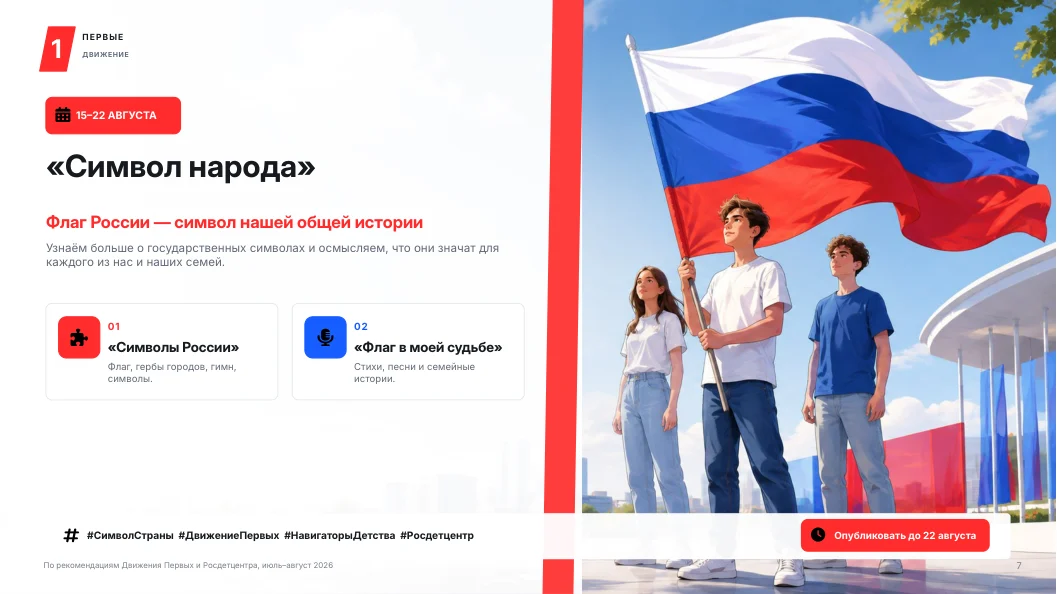 1
ПЕРВЫЕ
ДВИЖЕНИЕ
15–22 АВГУСТА
«Символ народа»
Флаг России — символ нашей общей истории
Узнаём больше о государственных символах и осмысляем, что они значат для
каждого из нас и наших семей.
01
«Символы России»
Флаг, гербы городов, гимн,
символы.
02
«Флаг в моей судьбе»
Стихи, песни и семейные
истории.
#СимволСтраны #ДвижениеПервых #НавигаторыДетства #Росдетцентр
Опубликовать до 22 августа
По рекомендациям Движения Первых и Росдетцентра, июль–август 2026
7